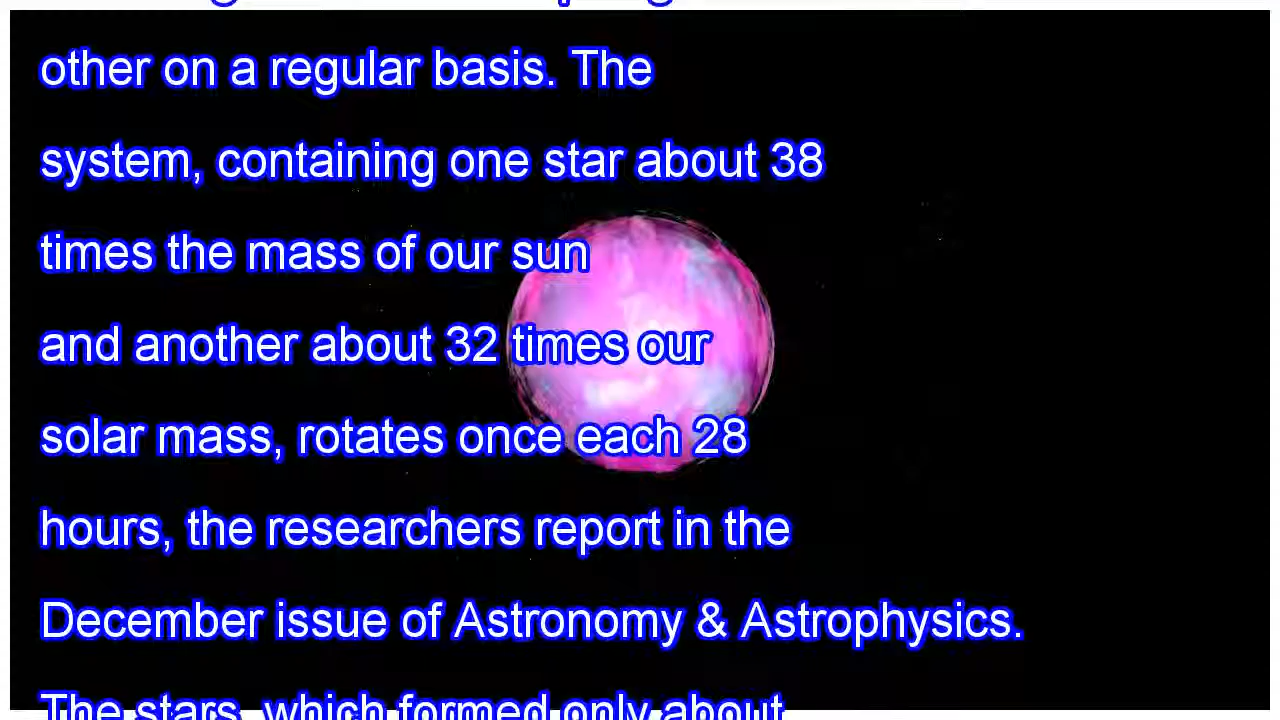 other on a regular basis. The
system, containing one star about 38
times the mass of our sun
and another about 32 times our
solar mass, rotates once each 28
hours, the researchers report in the
December issue of Astronomy & Astrophysics.
The stars, which formed only about